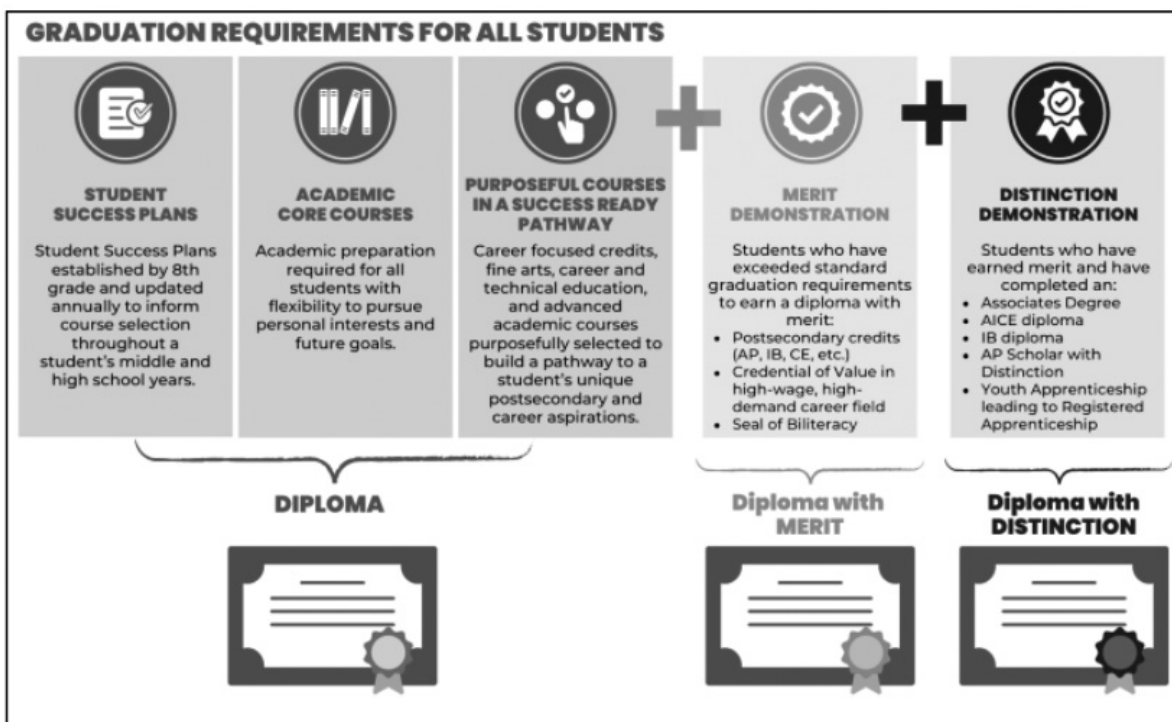 GRADUATION REQUIREMENTS FOR ALL STUDENTS
STUDENT
SUCCESS PLANS
Student Success Plans
established by 8th
grade and updated
annually to inform
course selection
throughout a
student's middle and
high school years.
ACADEMIC
CORE COURSES
Academic preparation
required for all
students with
flexibility to pursue
personal interests and
future goals.
PURPOSEFUL COURSES
IN A SUCCESS READY
PATHWAY
Career focused credits,
fine arts, career and
technical education,
and advanced
academic courses
purposefully selected to
build a pathway to a
student's unique
postsecondary and
career aspirations.
MERIT
DEMONSTRATION
Students who have
exceeded standard
graduation requirements
to earn a diploma with
merit:
• Postsecondary credits
(AP, IB, CE, etc.)
• Credential of Value in
high-wage, high-
demand career field
• Seal of Biliteracy
DISTINCTION
DEMONSTRATION
Students who have
earned merit and have
completed an:
• Associates Degree
• AICE diploma
• IB diploma
• AP Scholar with
Distinction
• Youth Apprenticeship
leading to Registered
Apprenticeship
DIPLOMA
Diploma with
MERIT
Diploma with
DISTINCTION